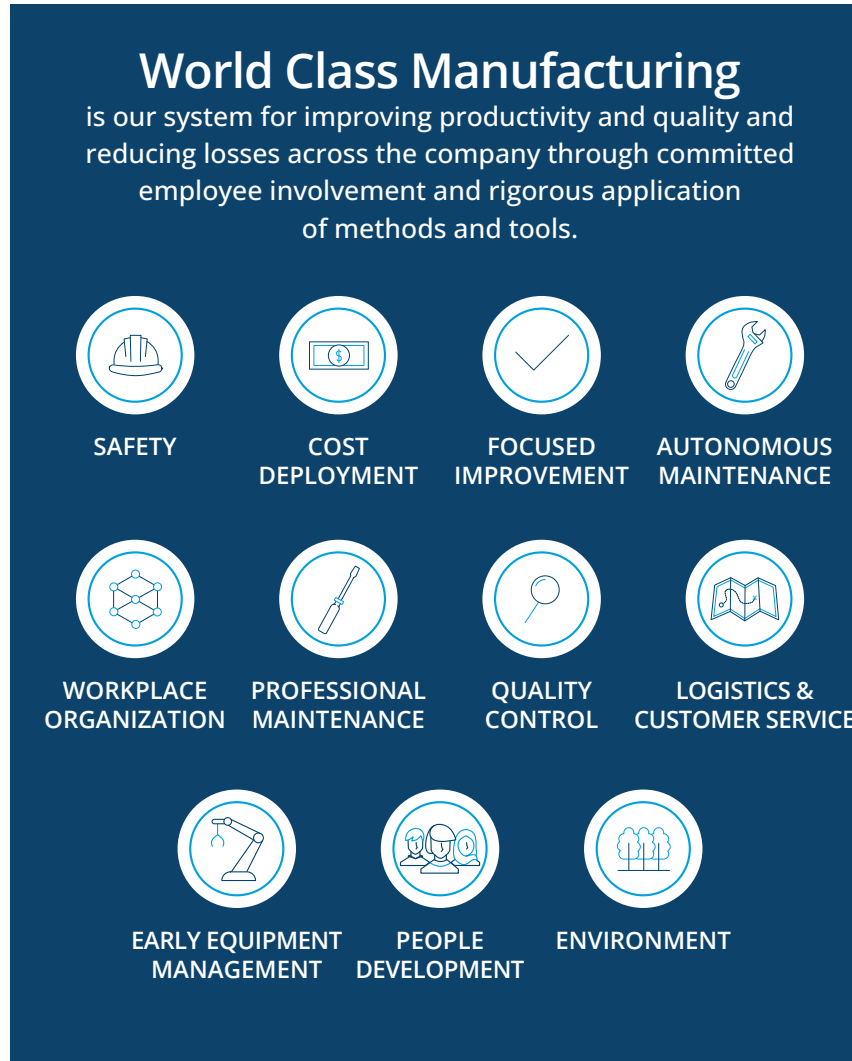 World Class Manufacturing
is our system for improving productivity and quality and
reducing losses across the company through committed
employee involvement and rigorous application
of methods and tools.
$
SAFETY
COST
DEPLOYMENT
FOCUSED
IMPROVEMENT
AUTONOMOUS
MAINTENANCE
WORKPLACE
ORGANIZATION
PROFESSIONAL
MAINTENANCE
QUALITY
CONTROL
LOGISTICS &
CUSTOMER SERVICE
EARLY EQUIPMENT
MANAGEMENT
PEOPLE
DEVELOPMENT
ENVIRONMENT